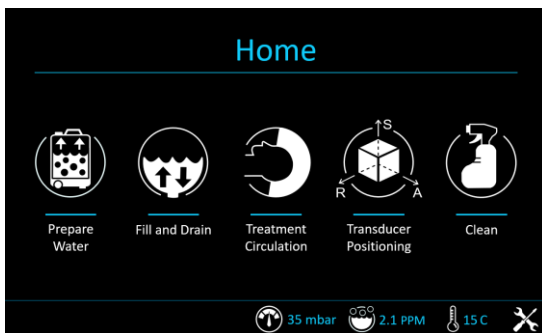 Home
S
R
A
Prepare
Water
Fill and Drain
Treatment
Circulation
Transducer
Positioning
Clean
35 mbar
2.1 PPM
15 C